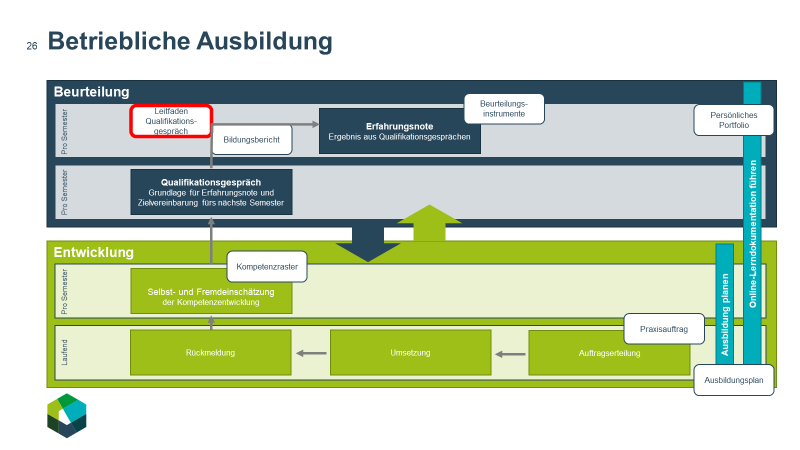 26
Betriebliche Ausbildung
Beurteilung
Pro Semester
Leitfaden
Qualifikations-
gespräch
Bildungsbericht
Erfahrungsnote
Ergebnis aus Qualifikationsgesprächen
Beurteilungs-
instrumente
Persönliches
Portfolio
Pro Semester
Qualifikationsgespräch
Grundlage für Erfahrungsnote und
Zielvereinbarung fürs nächste Semester
Online-Lerndokumentation führen
Entwicklung
Pro Semester
Kompetenzraster
Selbst- und Fremdeinschätzung
der Kompetenzentwicklung
Ausbildung planen
Laufend
Rückmeldung
Umsetzung
Auftragserteilung
Praxisauftrag
Ausbildungsplan